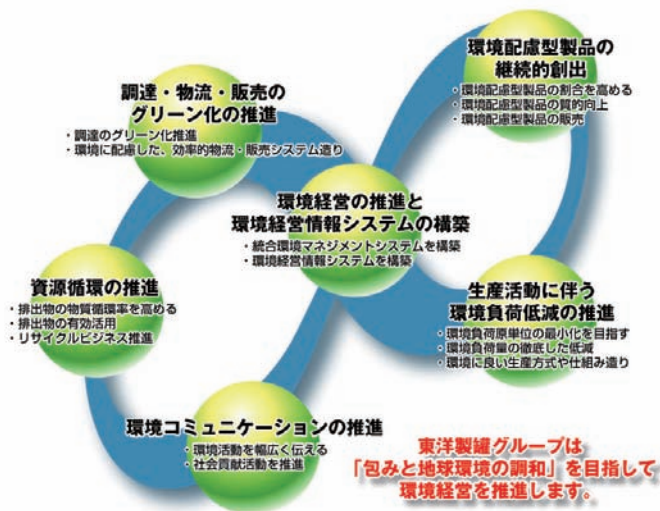 環境配慮型製品の
継続的創出
・環境配慮型製品の割合を高める
・環境配慮型製品の質的向上
・環境配慮型製品の販売
調達・物流・販売の
グリーン化の推進
・調達のグリーン化推進
・環境に配慮した、効率的物流・販売システム造り
環境経営の推進と
環境経営情報システムの構築
・統合環境マネジメントシステムを構築
・環境経営情報システムを構築
資源循環の推進
・排出物の物質循環率を高める
・排出物の有効活用
・リサイクルビジネス推進
生産活動に伴う
環境負荷低減の推進
・環境負荷原単位の最小化を目指す
・環境負荷量の徹底した低減
・環境に良い生産方式や仕組み造り
環境コミュニケーションの推進
・環境活動を幅広く伝える
・社会貢献活動を推進
東洋製罐グループは
「包みと地球環境の調和」を目指して
環境経営を推進します。